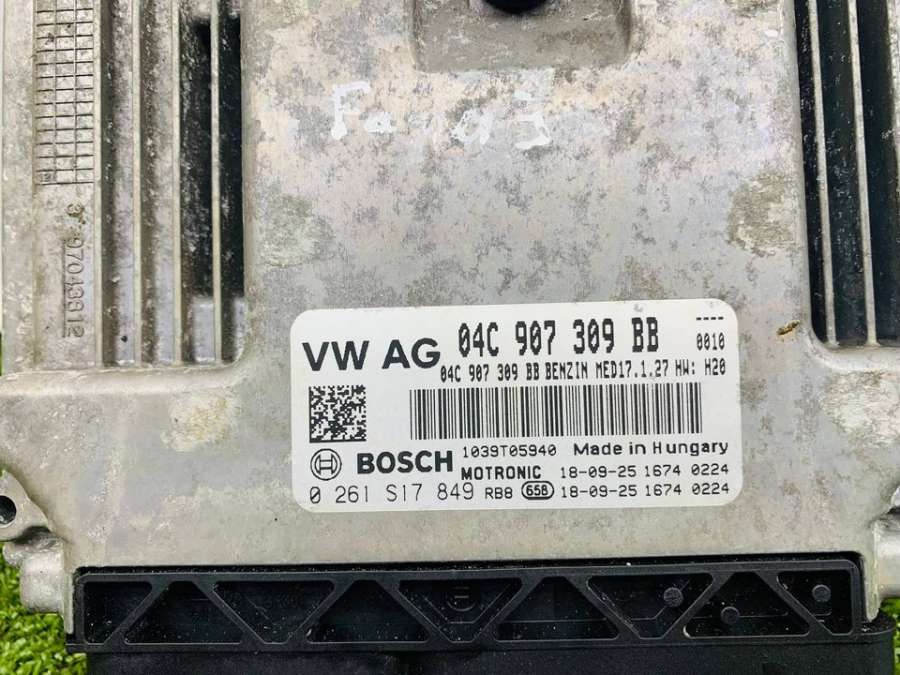 97043812
VW AG 04C 907 309 BB ----
0010
04C 907 309 BB BENZIN MED17.1.27 HW: H20
BOSCH 1039T05940 Made in Hungary
MOTRONIC 18-09-25 1674 0224
0 261 S17 849 RB8 658 18-09-25 1674 0224